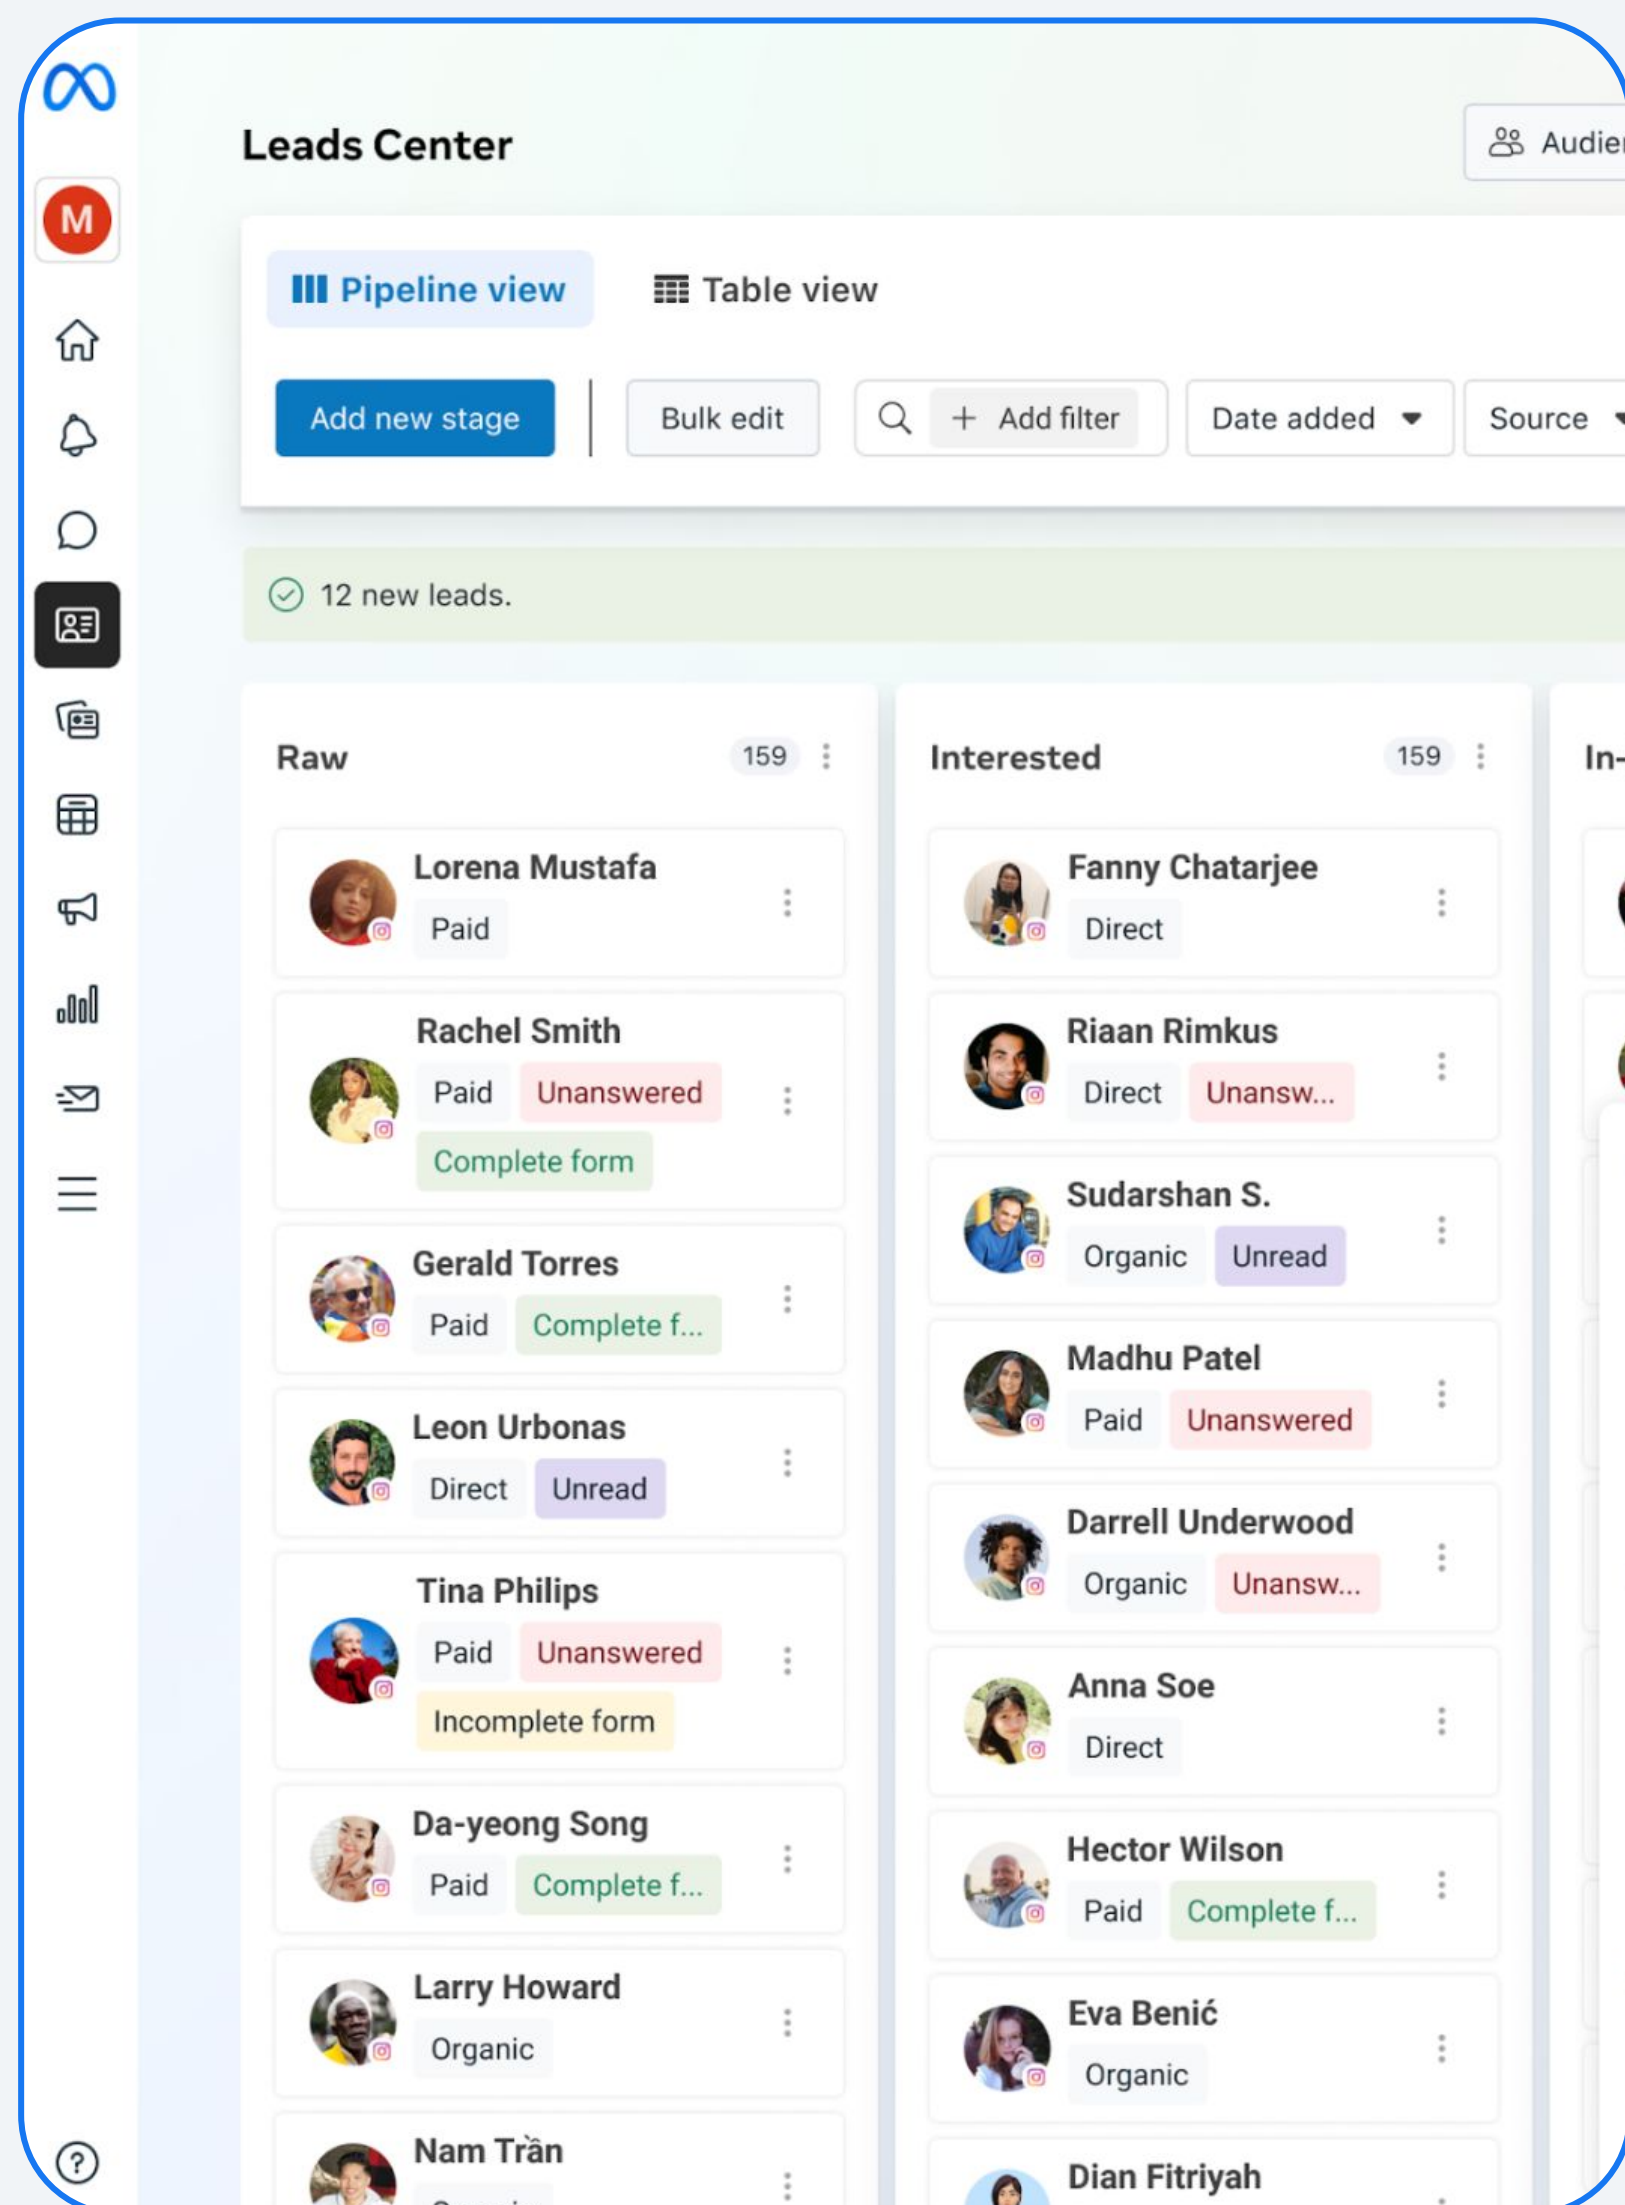 M
Leads Center
Audie
Pipeline view
Table view
Add new stage
Bulk edit
+ Add filter
Date added
Source
12 new leads.
Raw
159
Lorena Mustafa
Paid
Rachel Smith
Paid
Unanswered
Complete form
Gerald Torres
Paid
Complete f...
Leon Urbonas
Direct
Unread
Tina Philips
Paid
Unanswered
Incomplete form
Da-yeong Song
Paid
Complete f...
Larry Howard
Organic
Nam Trần
Interested
159
Fanny Chatarjee
Direct
Riaan Rimkus
Direct
Unansw...
Sudarshan S.
Organic
Unread
Madhu Patel
Paid
Unanswered
Darrell Underwood
Organic
Unansw...
Anna Soe
Direct
Hector Wilson
Paid
Complete f...
Eva Benić
Organic
Dian Fitriyah
In-